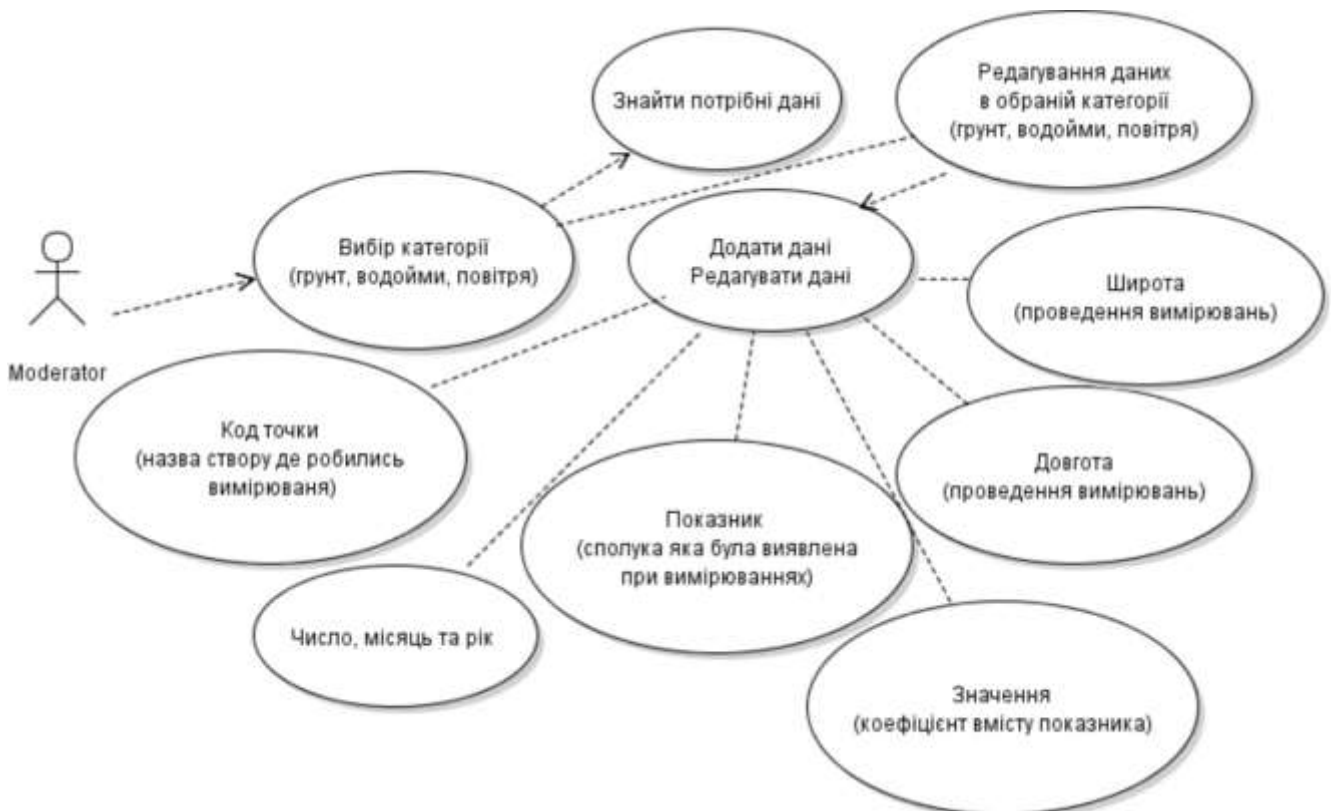 Знайти потрібні дані
Редагування даних
в обраній категорії
(грунт, водойми, повітря)
Вибір категорії
(грунт, водойми, повітря)
Додати дані
Редагувати дані
Широта
(проведення вимірювань)
Moderator
Код точки
(назва створу де робились
вимірюваня)
Довгота
(проведення вимірювань)
Показник
(сполука яка була виявлена
при вимірюваннях)
Число, місяць та рік
Значення
(коефіцієнт вмісту показника)